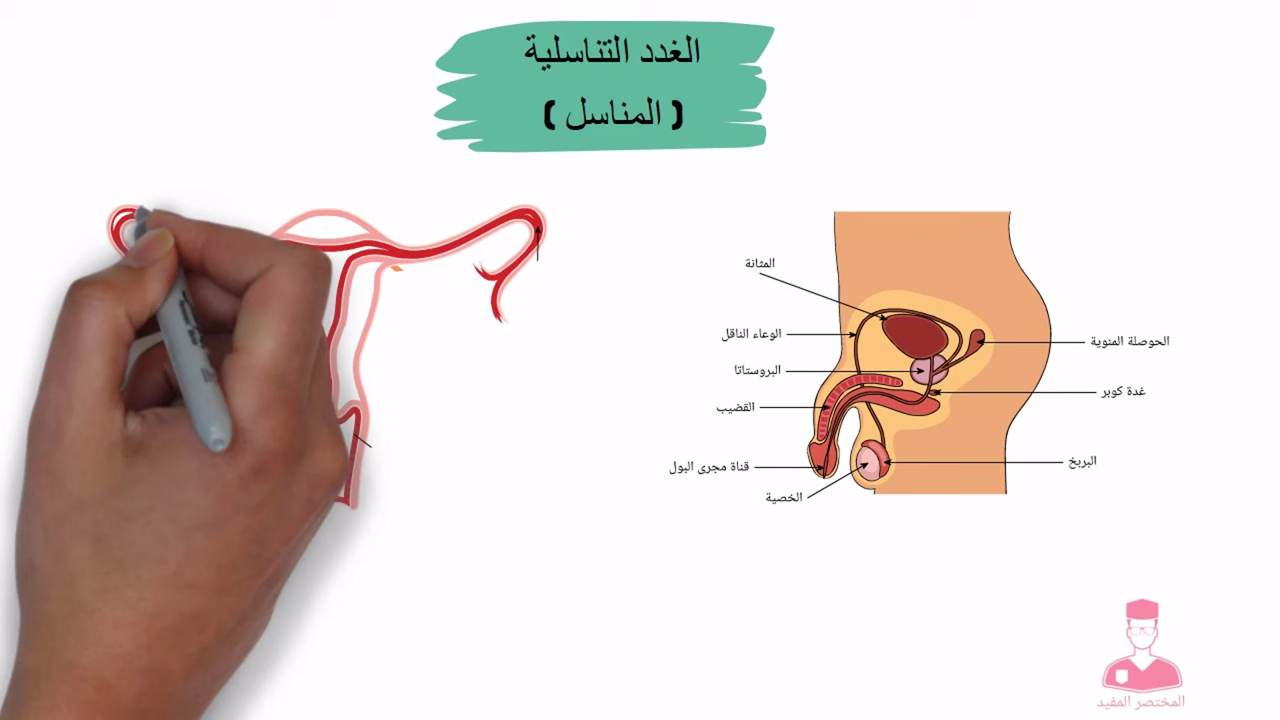 الغدد التناسلية
( المناسل )
المثانة
الوعاء الناقل
البروستاتا
القضيب
قناة مجرى البول
الخصية
الحوصلة المنوية
غدة كوبر
البربخ
المختصر المفيد